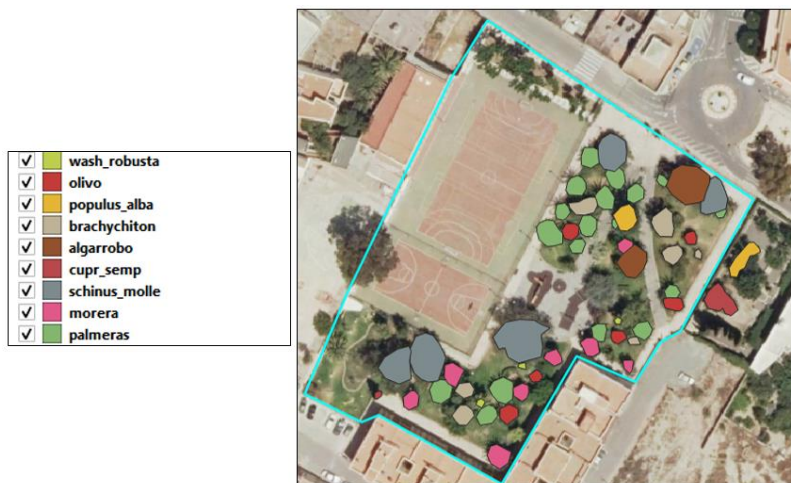 wash_robusta
olivo
populus_alba
brachychiton
algarrobo
cupr_semp
schinus_molle
morera
palmeras